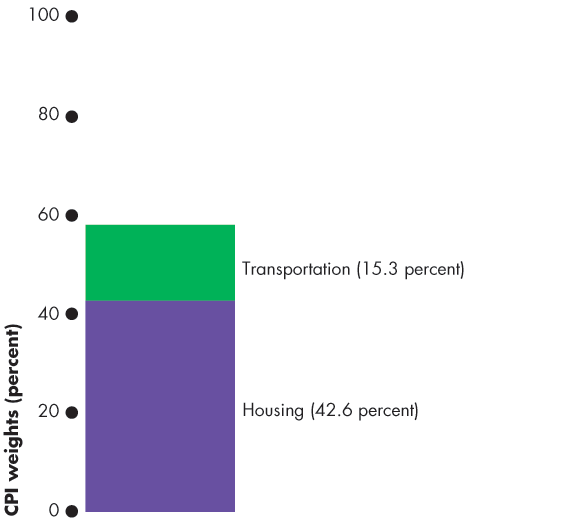 100
80
60
Transportation (15.3 percent)
40
20
Housing (42.6 percent)
0
CPI weights (percent)